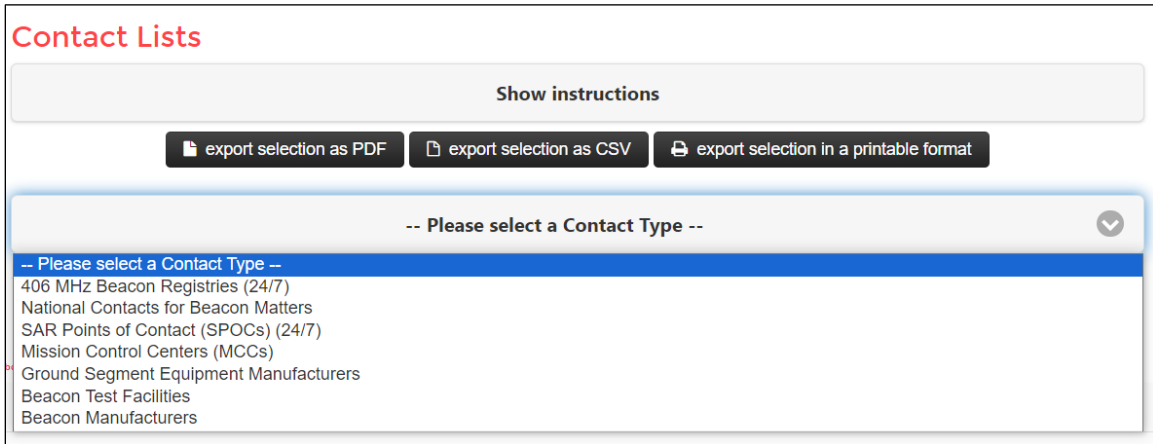 Contact Lists
Show instructions
export selection as PDF export selection as CSV export selection in a printable format
-- Please select a Contact Type --
-- Please select a Contact Type --
406 MHz Beacon Registries (24/7)
National Contacts for Beacon Matters
SAR Points of Contact (SPOCs) (24/7)
Mission Control Centers (MCCs)
Ground Segment Equipment Manufacturers
Beacon Test Facilities
Beacon Manufacturers